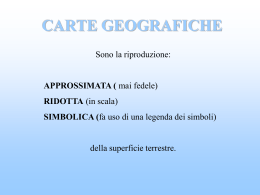 CARTE GEOGRAFICHE
Sono la riproduzione:
APPROSSIMATA ( mai fedele)
RIDOTTA (in scala)
SIMBOLICA (fa uso di una legenda dei simboli)
della superficie terrestre.